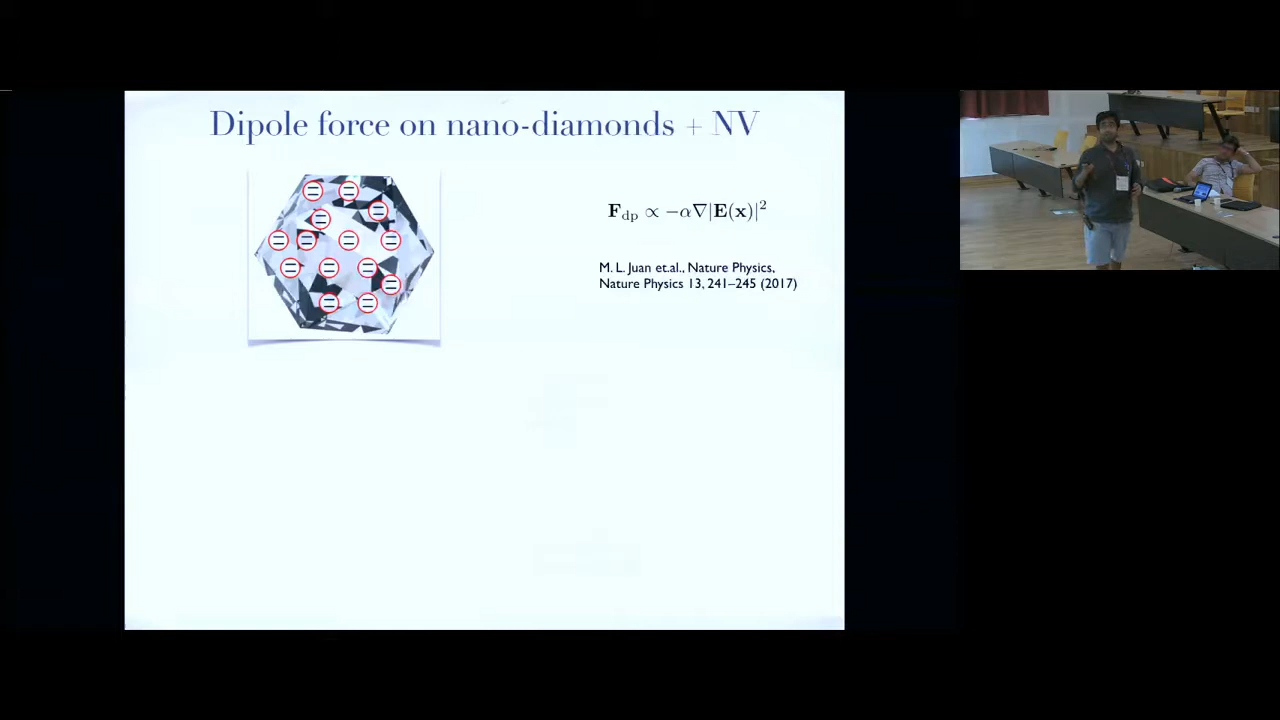 Dipole force on nano-diamonds + NV
F_dp ∝ −α∇|E(x)|²
M. L. Juan et.al., Nature Physics,
Nature Physics 13, 241–245 (2017)